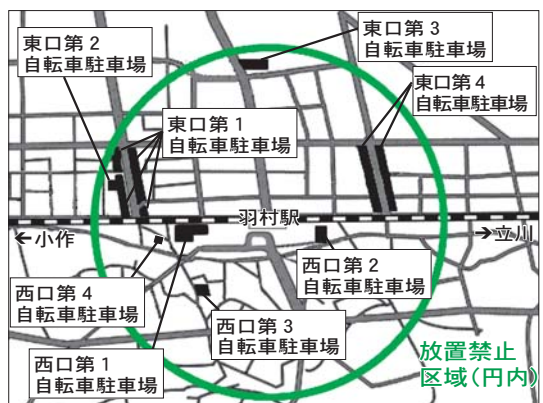 東口第2
自転車駐車場
東口第3
自転車駐車場
東口第4
自転車駐車場
東口第1
自転車駐車場
羽村駅
←小作
→立川
西口第4
自転車駐車場
西口第2
自転車駐車場
西口第3
自転車駐車場
西口第1
自転車駐車場
放置禁止
区域(円内)